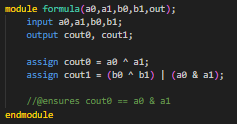 module formula(a0,a1,b0,b1,out);
input a0,a1,b0,b1;
output cout0, cout1;
assign cout0 = a0 ^ a1;
assign cout1 = (b0 ^ b1) | (a0 & a1);
//@ensures cout0 == a0 & a1
endmodule